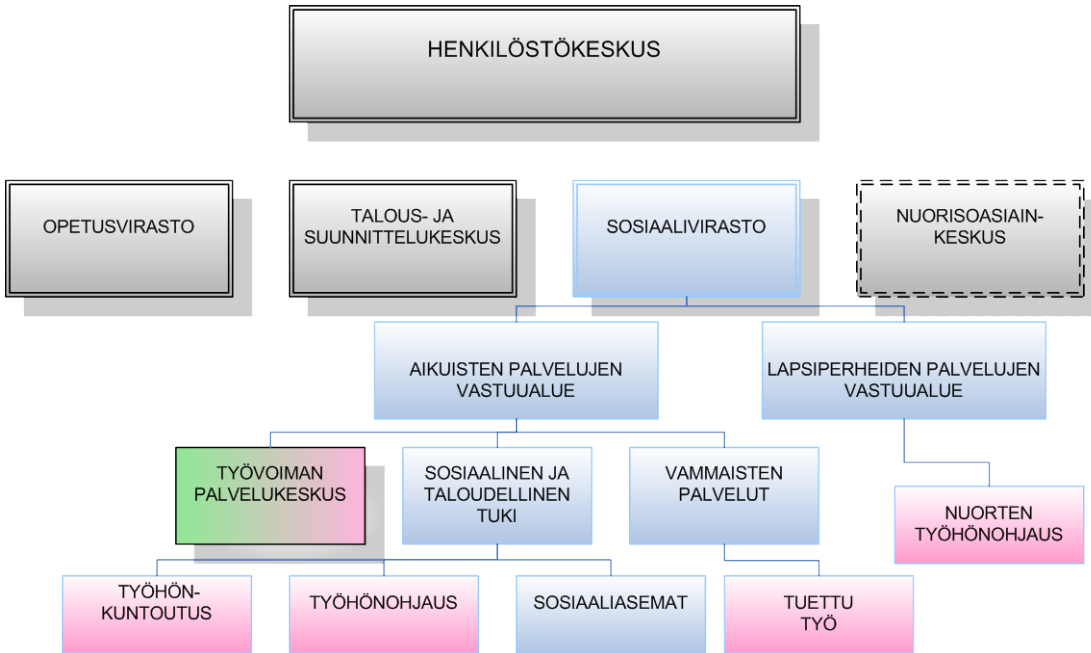 HENKILÖSTÖKESKUS
OPETUSVIRASTO
TALOUS- JA
SUUNNITTELUKESKUS
SOSIAALIVIRASTO
NUORISOASIAIN-
KESKUS
AIKUISTEN PALVELUJEN
VASTUUALUE
LAPSIPERHEIDEN PALVELUJEN
VASTUUALUE
TYÖVOIMAN
PALVELUKESKUS
SOSIAALINEN JA
TALOUDELLINEN
TUKI
VAMMAISTEN
PALVELUT
NUORTEN
TYÖHÖNOHJAUS
TYÖHÖN-
KUNTOUTUS
TYÖHÖNOHJAUS
SOSIAALIASEMAT
TUETTU
TYÖ